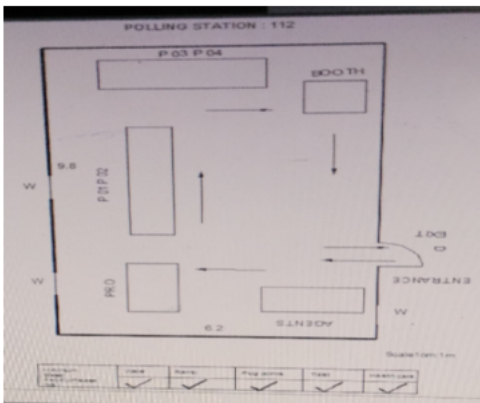 POLLING STATION : 112
P 03 P 04
BOOTH
9.8
W
P 01 P 02
EXIT
D
ENTRANCE
W
PRO
AGENTS
W
6.2
Scale 1cm: 1m
Water
Ramp
Toilet